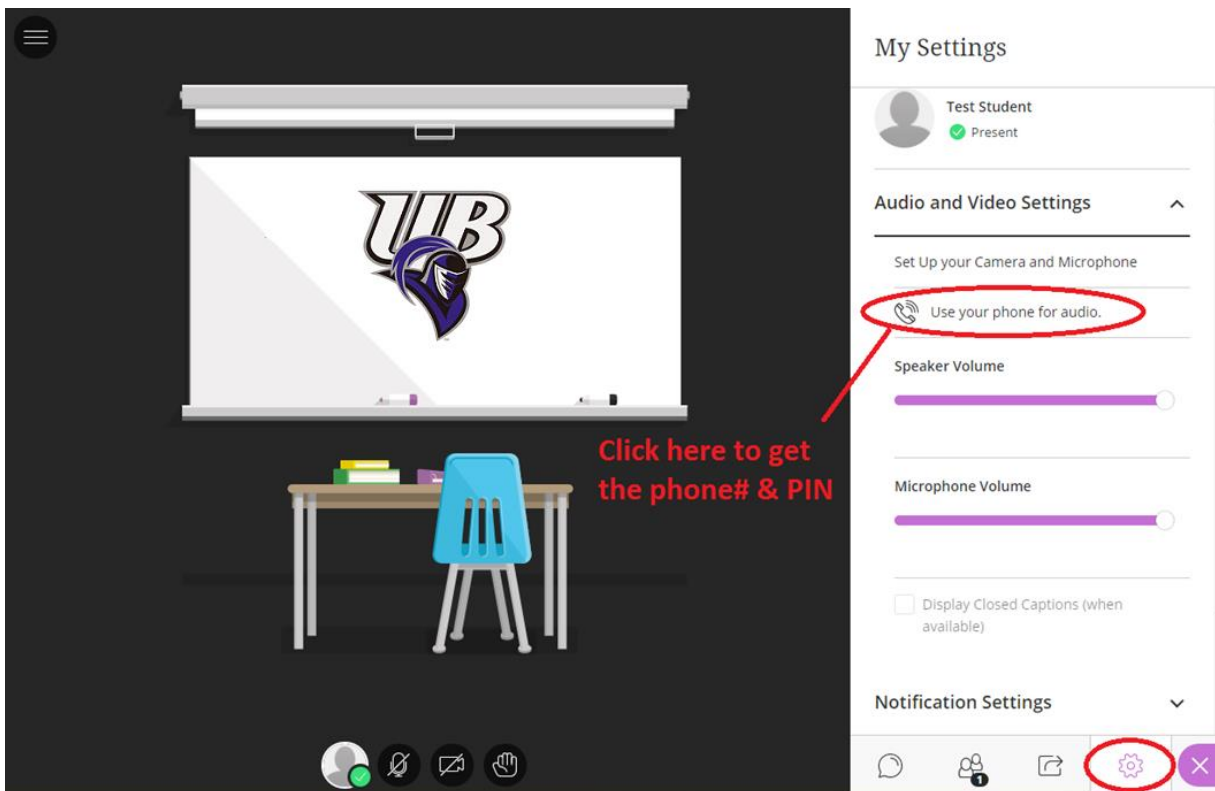 My Settings
Test Student
Present
Audio and Video Settings
Set Up your Camera and Microphone
Use your phone for audio.
Speaker Volume
UB
Click here to get
the phone# & PIN
Microphone Volume
Display Closed Captions (when
available)
Notification Settings
1